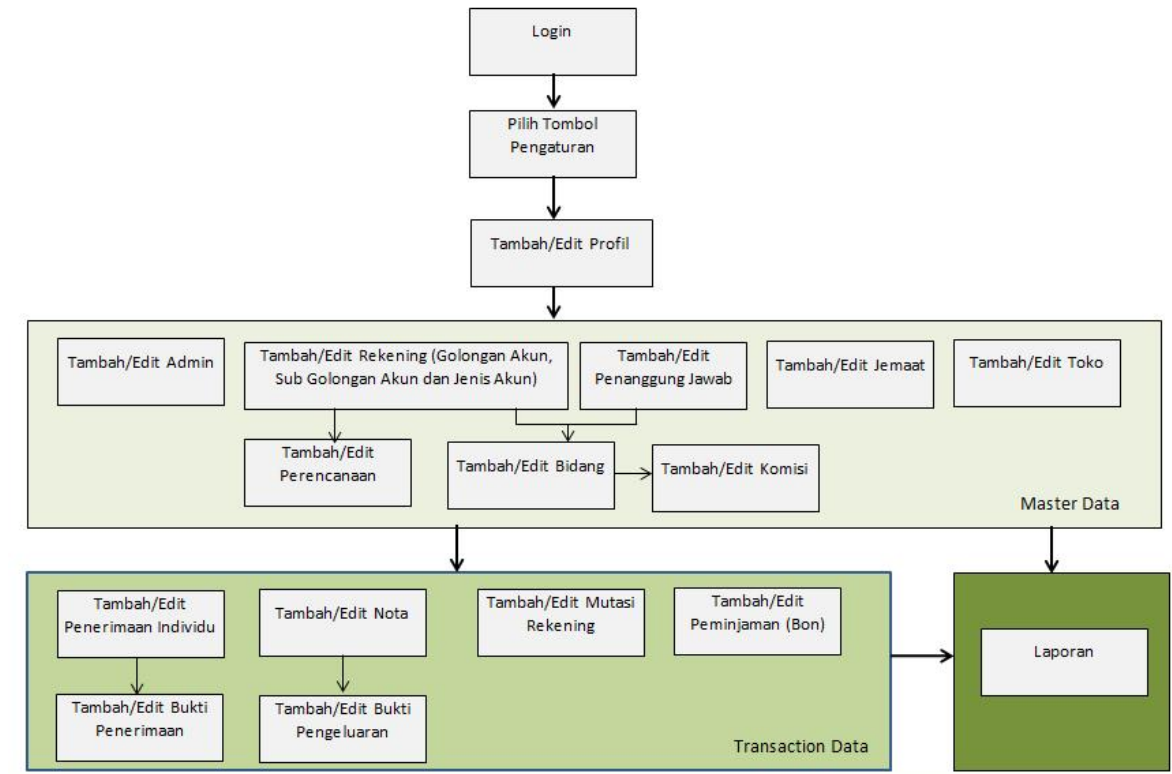 Login
Pilih Tombol
Pengaturan
Tambah/Edit Profil
Tambah/Edit Admin
Tambah/Edit Rekening (Golongan Akun,
Sub Golongan Akun dan Jenis Akun)
Tambah/Edit
Penanggung Jawab
Tambah/Edit Jemaat
Tambah/Edit Toko
Tambah/Edit
Perencanaan
Tambah/Edit Bidang
Tambah/Edit Komisi
Master Data
Tambah/Edit
Penerimaan Individu
Tambah/Edit Nota
Tambah/Edit Mutasi
Rekening
Tambah/Edit
Peminjaman (Bon)
Laporan
Tambah/Edit Bukti
Penerimaan
Tambah/Edit Bukti
Pengeluaran
Transaction Data